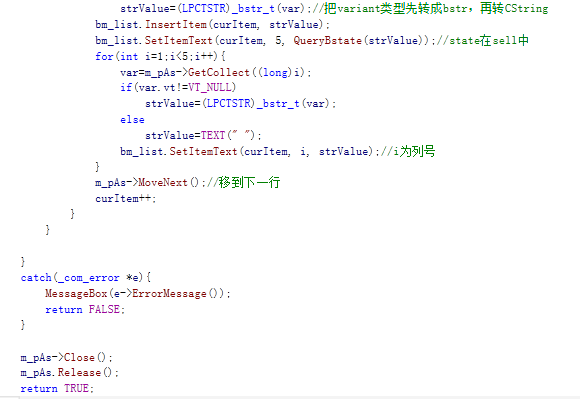 strValue=(LPCTSTR)_bstr_t(var);//把variant类型先转成bstr，再转CString
bm_list.InsertItem(curItem, strValue);
bm_list.SetItemText(curItem, 5, QueryBstate(strValue));//state在sell中
for(int i=1;i<5;i++){
var=m_pAs->GetCollect((long)i);
if(var.vt!=VT_NULL)
strValue=(LPCTSTR)_bstr_t(var);
else
strValue=TEXT(" ");
bm_list.SetItemText(curItem, i, strValue);//i为列号
}
m_pAs->MoveNext();//移到下一行
curItem++;
}
}
}
catch(_com_error *e){
MessageBox(e->ErrorMessage());
return FALSE;
}
m_pAs->Close();
m_pAs.Release();
return TRUE;